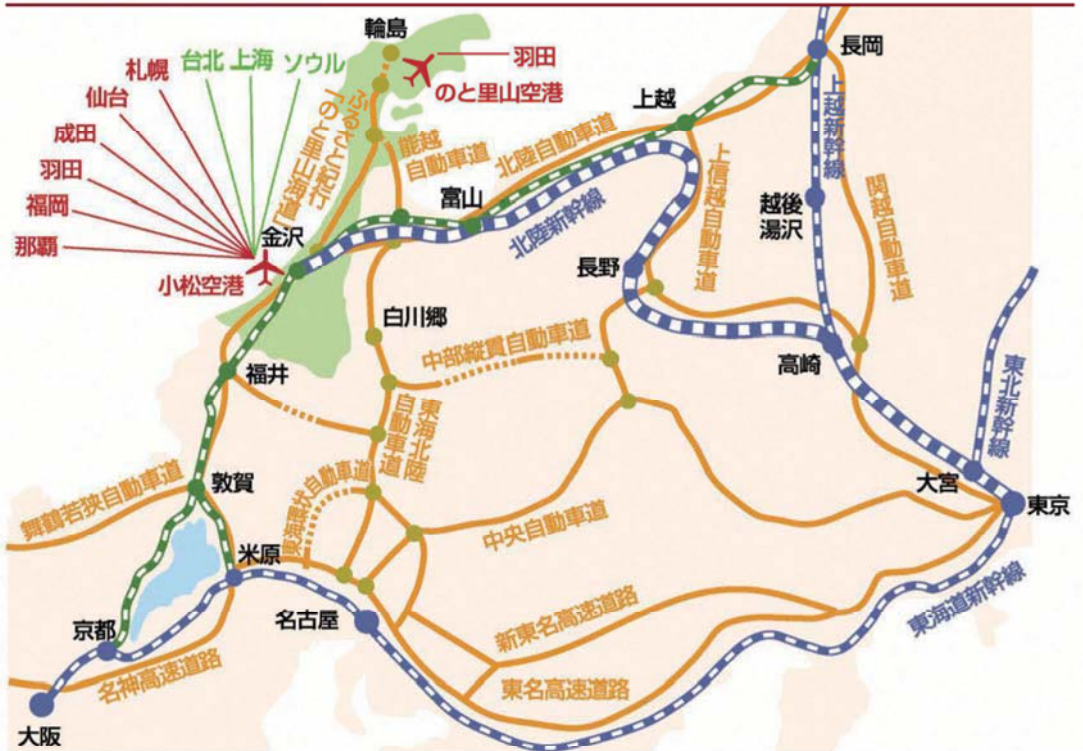 輪島
羽田
のと里山空港
台北
上海
ソウル
札幌
仙台
成田
羽田
福岡
那覇
小松空港
金沢
ふるさと紀行
「のと里山海道」
能越
自動車道
富山
北陸自動車道
北陸新幹線
上越
長岡
上越新幹線
越後
湯沢
関越自動車道
上信越自動車道
長野
高崎
白川郷
中部縦貫自動車道
福井
東海北陸
自動車道
東北新幹線
大宮
東京
敦賀
舞鶴若狭自動車道
東海環状自動車道
中央自動車道
米原
名古屋
新東名高速道路
東名高速道路
東海道新幹線
京都
名神高速道路
大阪